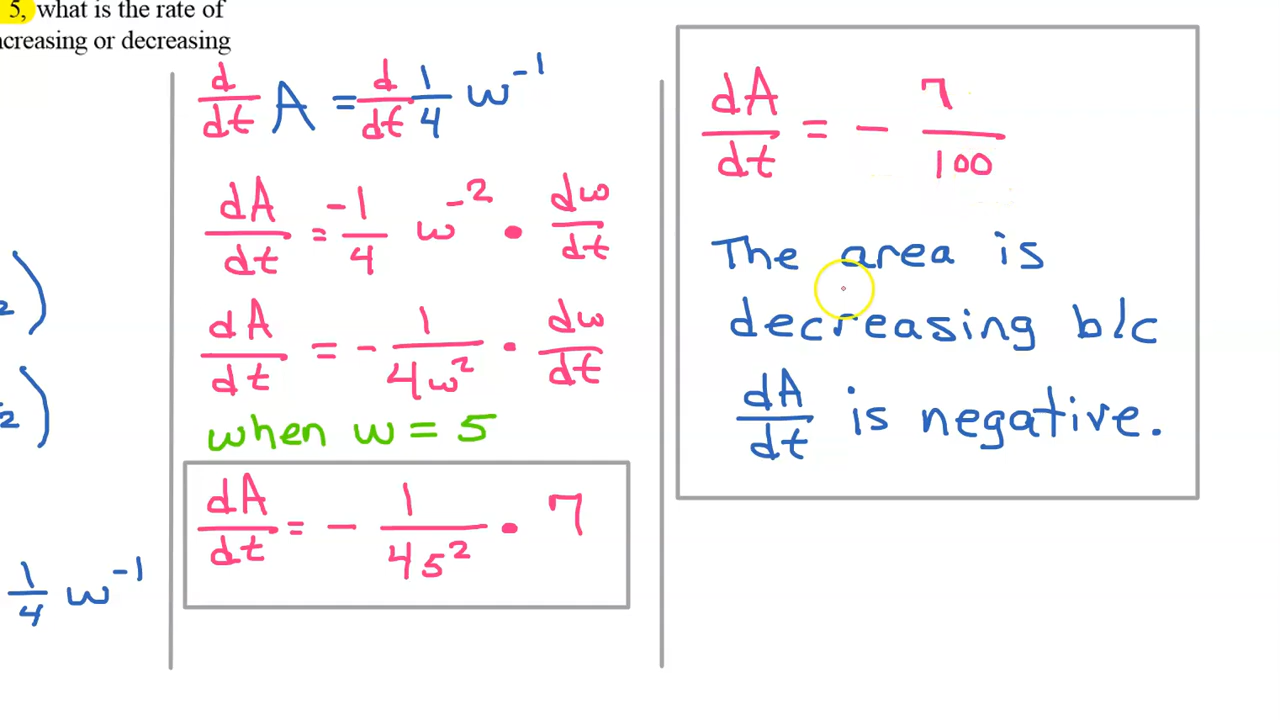 5, what is the rate of
creasing or decreasing
d/dt A = d/dt 1/4 w^-1
dA/dt = -1/4 w^-2 • dw/dt
dA/dt = - 1/4w^2 • dw/dt
when w = 5
dA/dt = - 1/45^2 • 7
1/4 w^-1
dA/dt = - 7/100
The area is
decreasing b/c
dA/dt is negative.